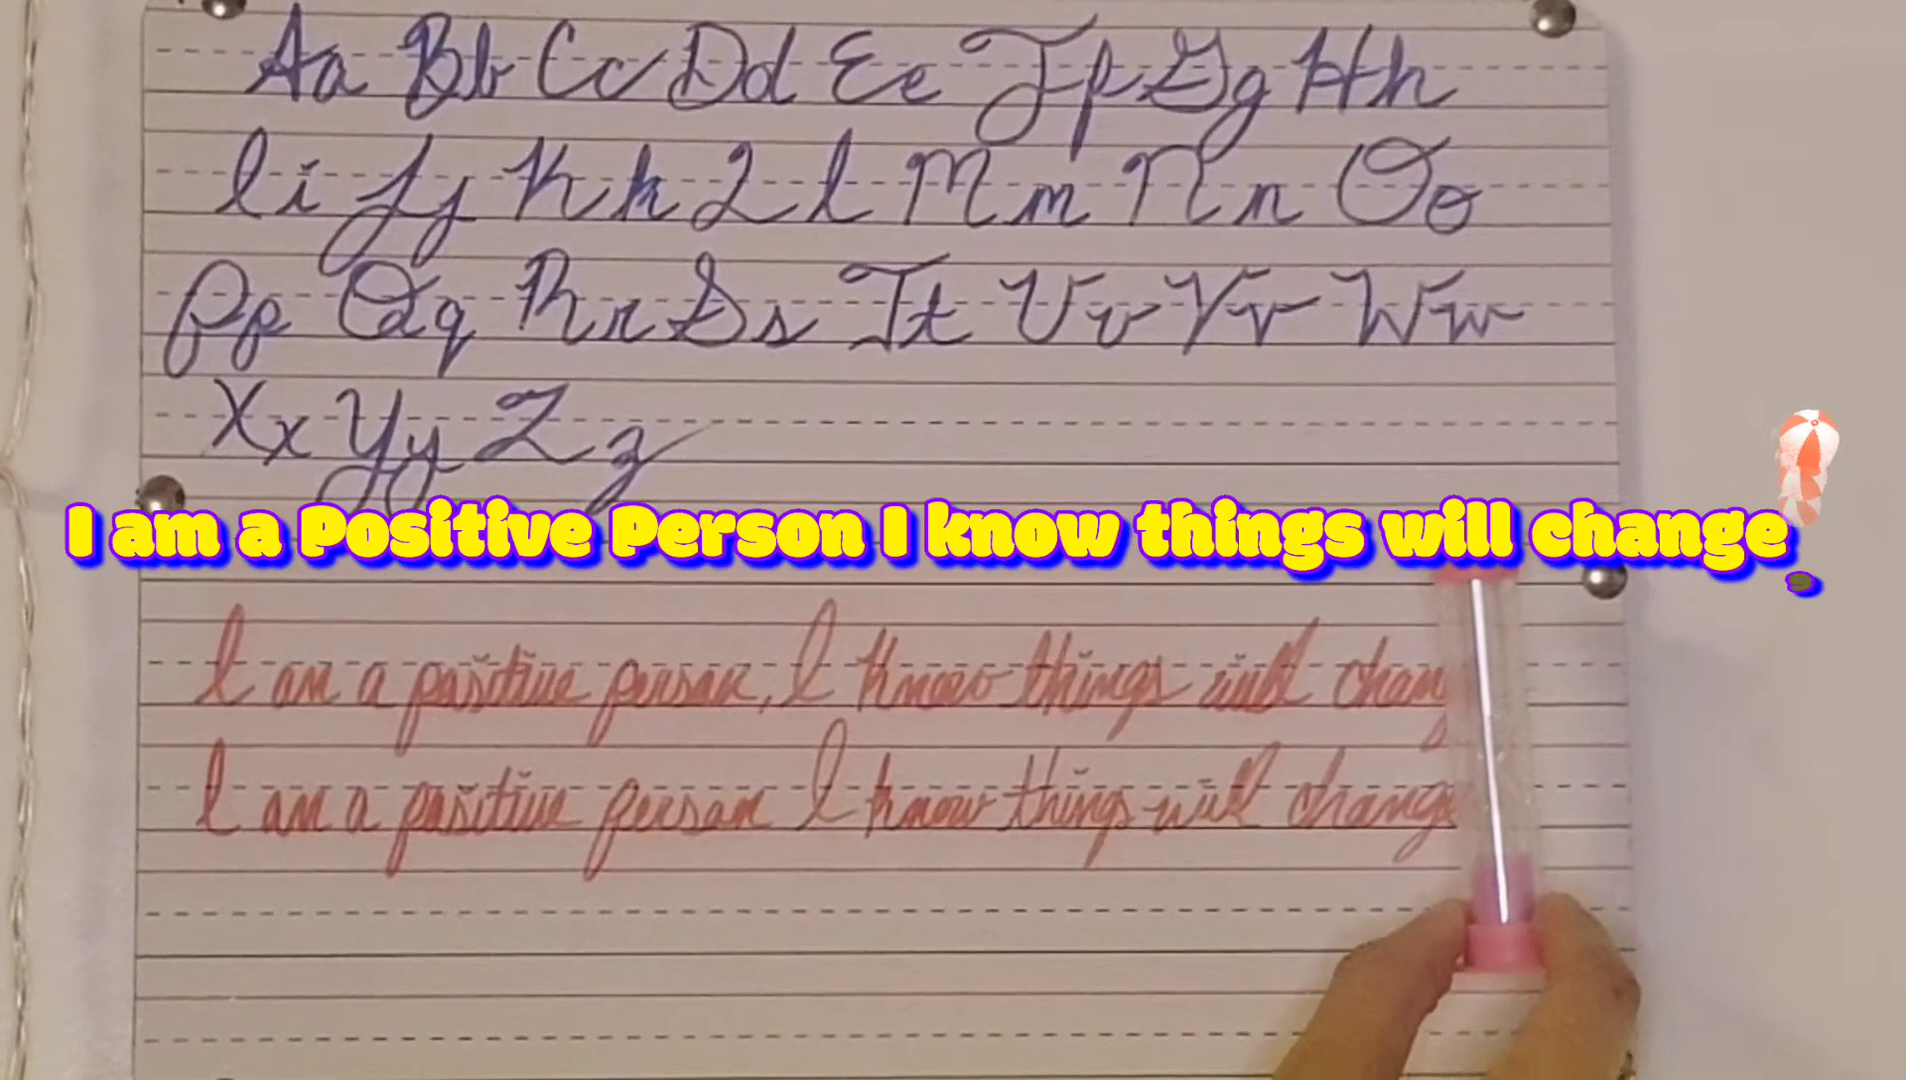 Aa Bb Cc Dd Ee Ff Gg Hh
Ii Jj Kk Ll Mm Nn Oo
Pp Qq Rr Ss Tt Uu Vv Ww
Xx Yy Zz
I am a Positive Person I know things will change.
I am a positive person, I know things will chang
I am a positive person I know things will change